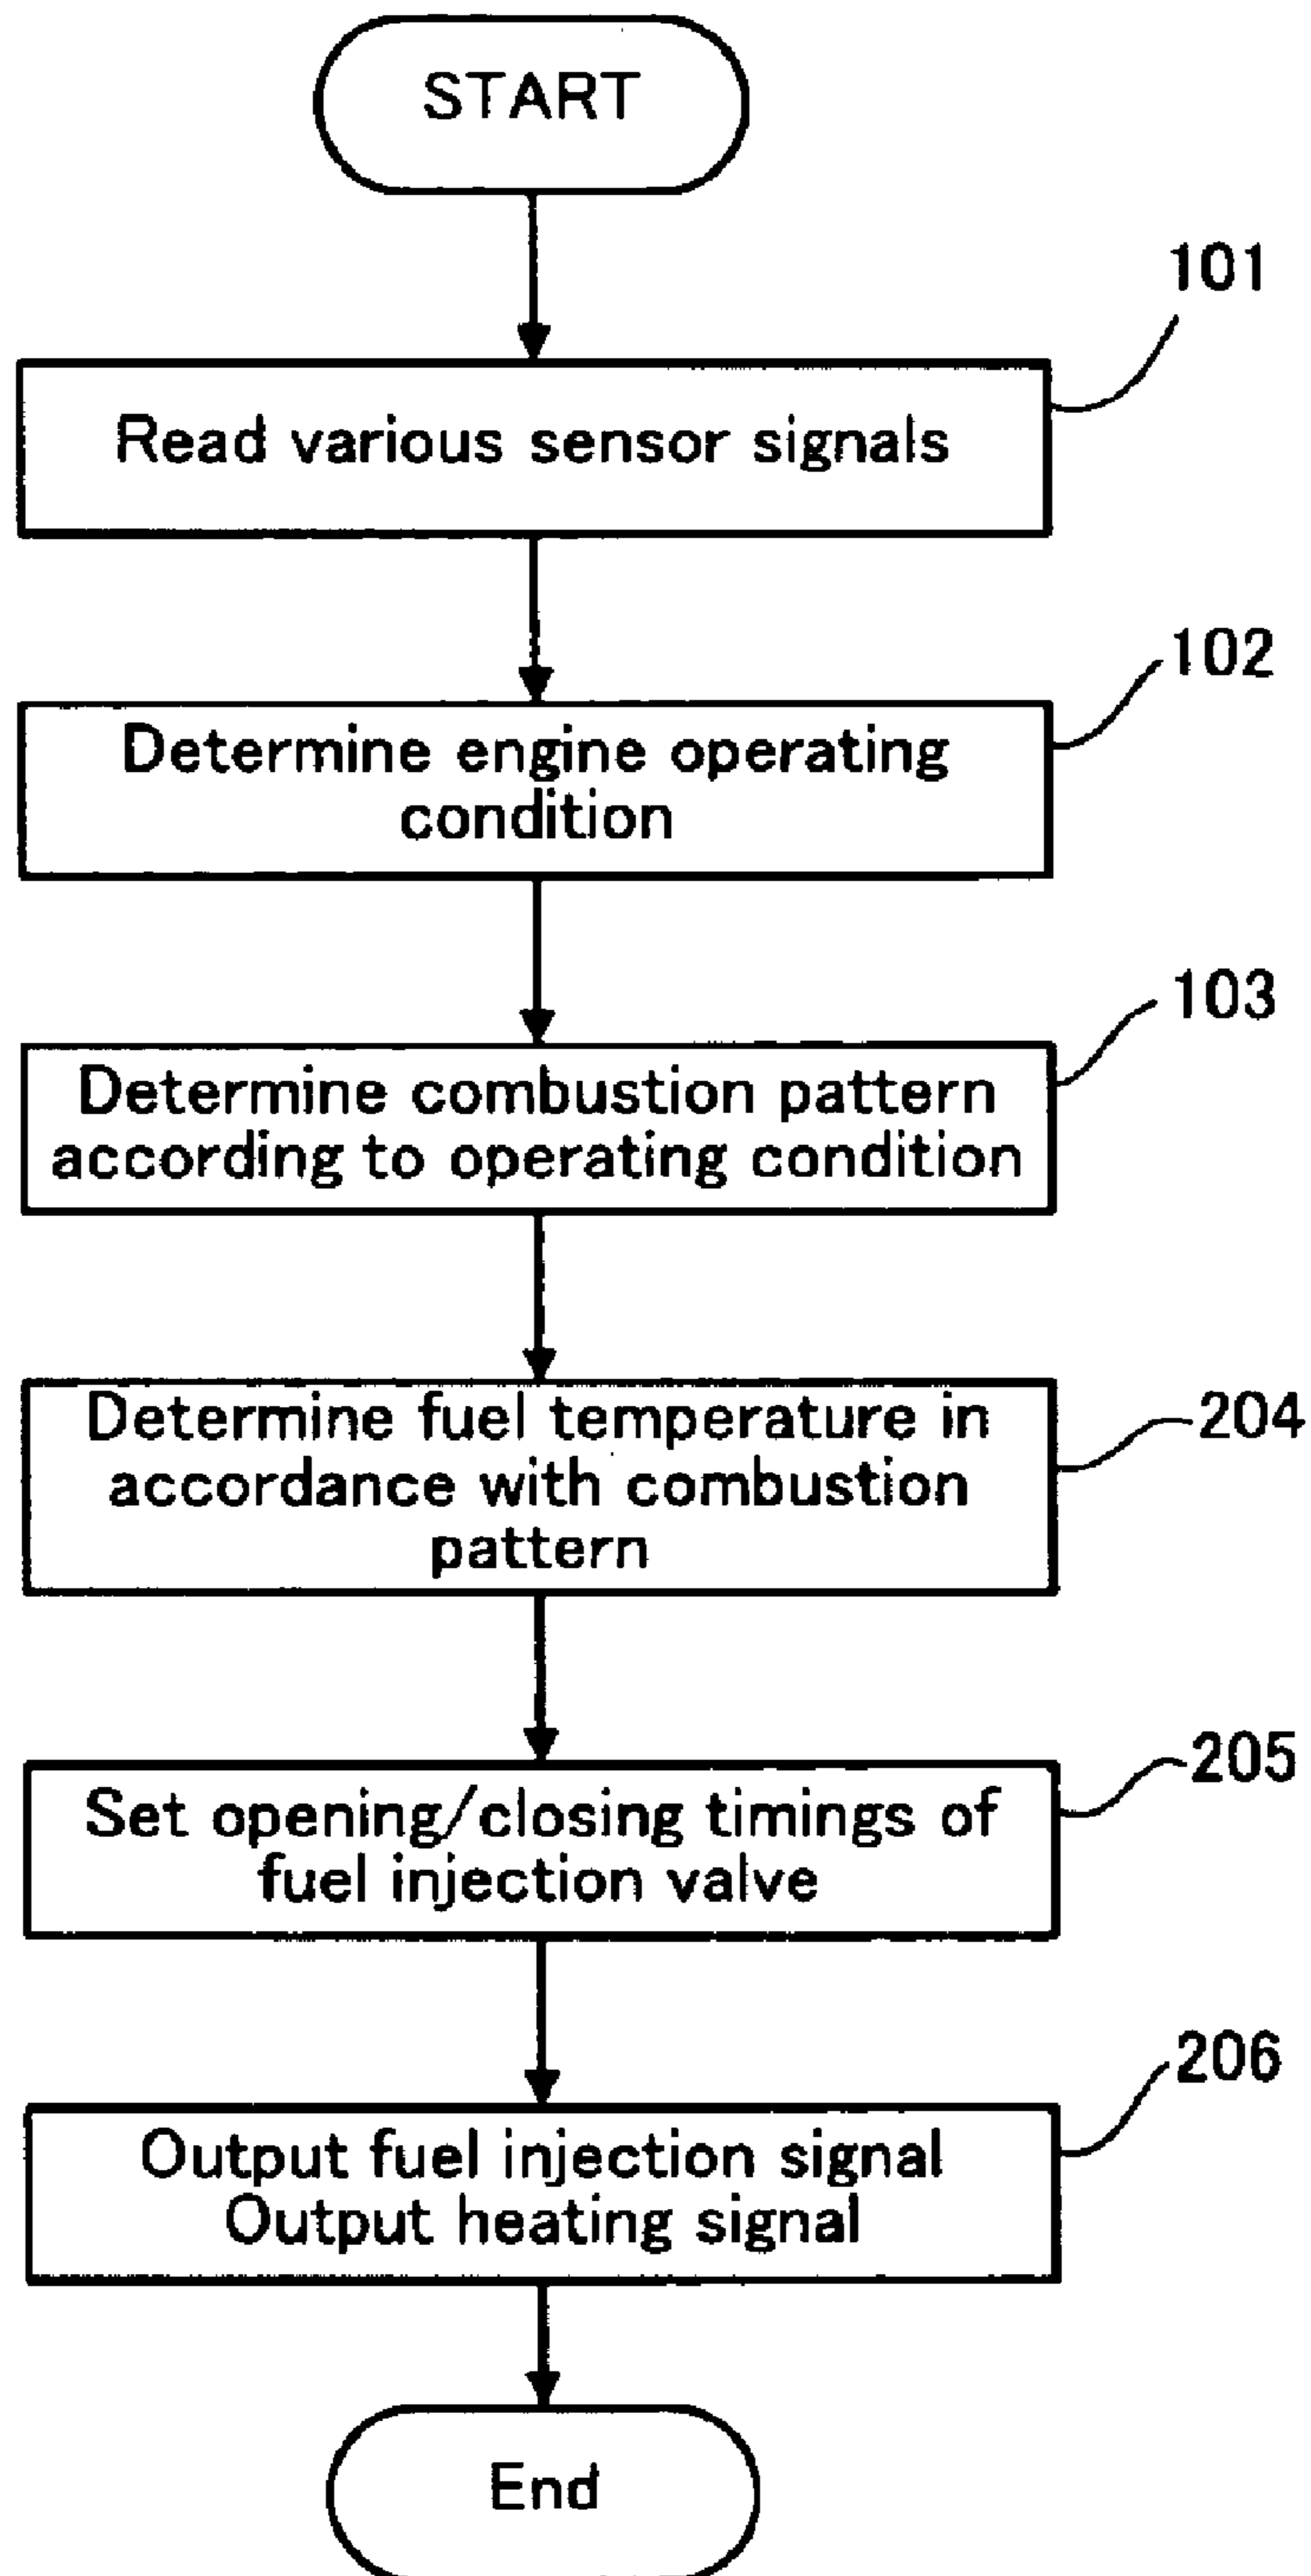 START
101
Read various sensor signals
102
Determine engine operating
condition
103
Determine combustion pattern
according to operating condition
204
Determine fuel temperature in
accordance with combustion
pattern
205
Set opening/closing timings of
fuel injection valve
206
Output fuel injection signal
Output heating signal
End